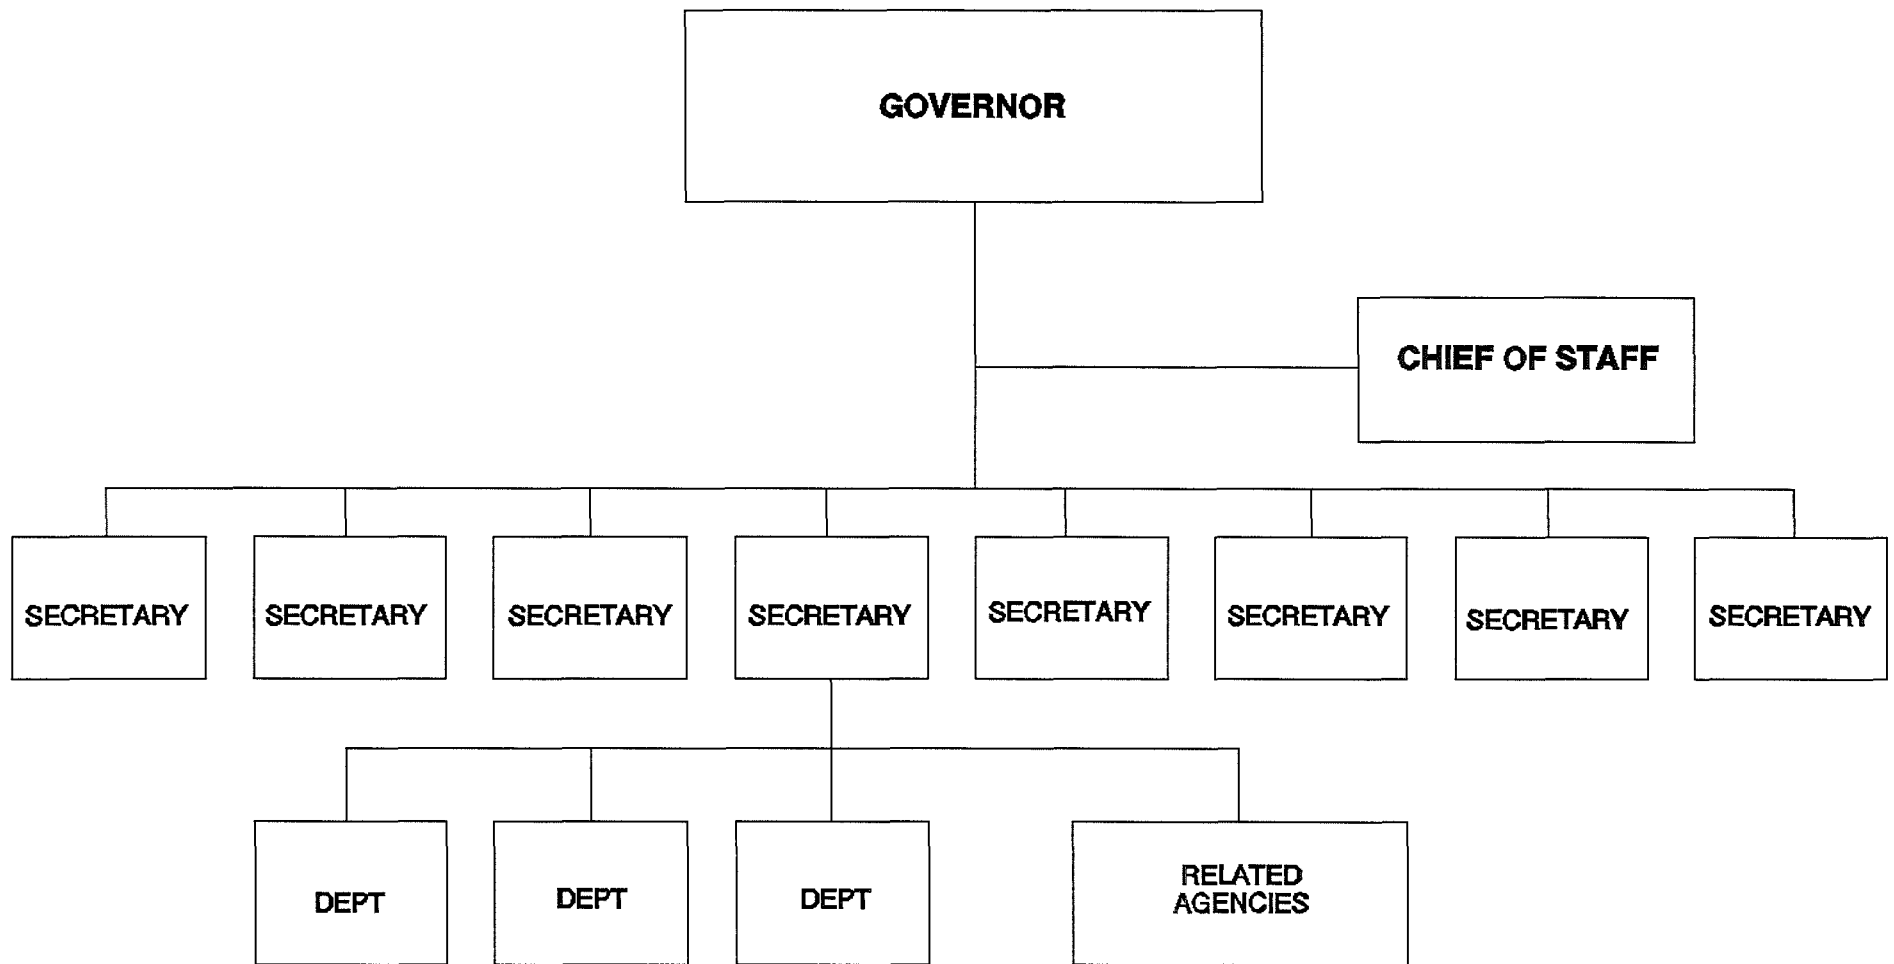 GOVERNOR
CHIEF OF STAFF
SECRETARY
SECRETARY
SECRETARY
SECRETARY
SECRETARY
SECRETARY
SECRETARY
SECRETARY
DEPT
DEPT
DEPT
RELATED
AGENCIES